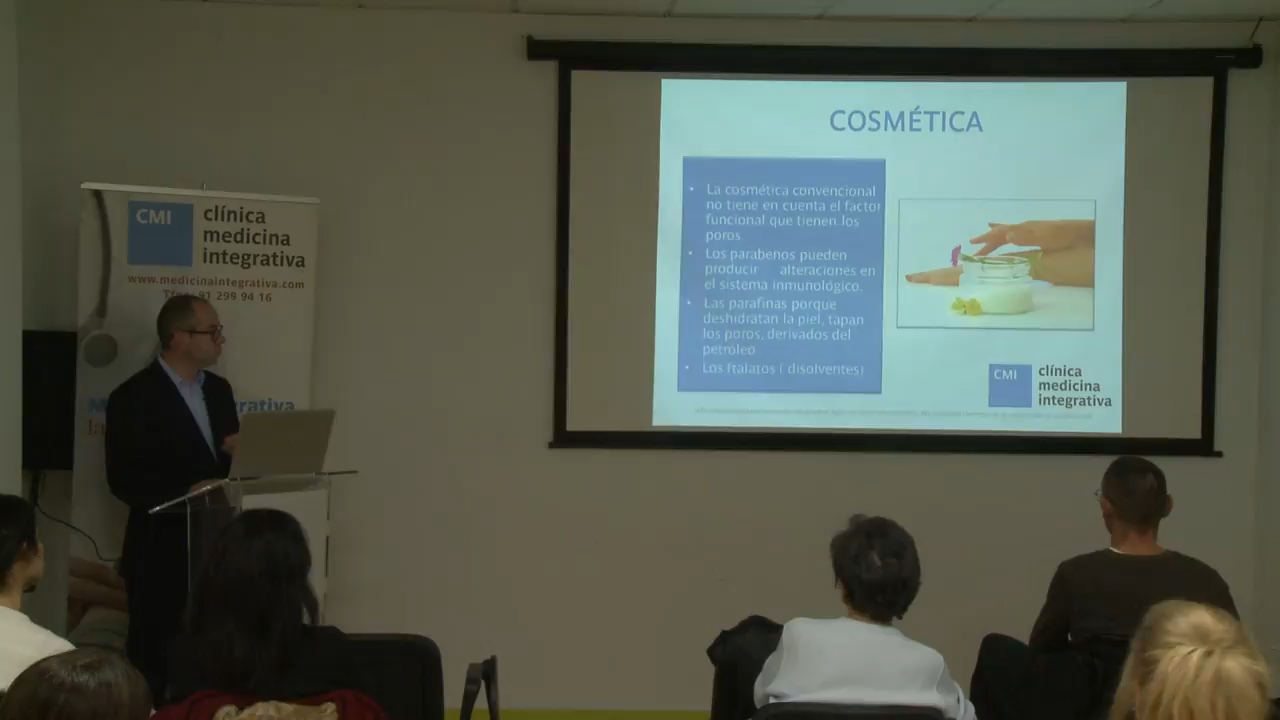 CMI
clínica
medicina
integrativa
www.medicinaintegrativa.com
91 299 94 16
COSMÉTICA
• La cosmética convencional
no tiene en cuenta el factor
funcional que tienen los
poros.
• Los parabenos pueden
producir alteraciones en
el sistema inmunológico.
• Las parafinas porque
deshidratan la piel, tapan
los poros, derivados del
petróleo
• Los ftalatos ( disolventes)
CMI
clínica
medicina
integrativa